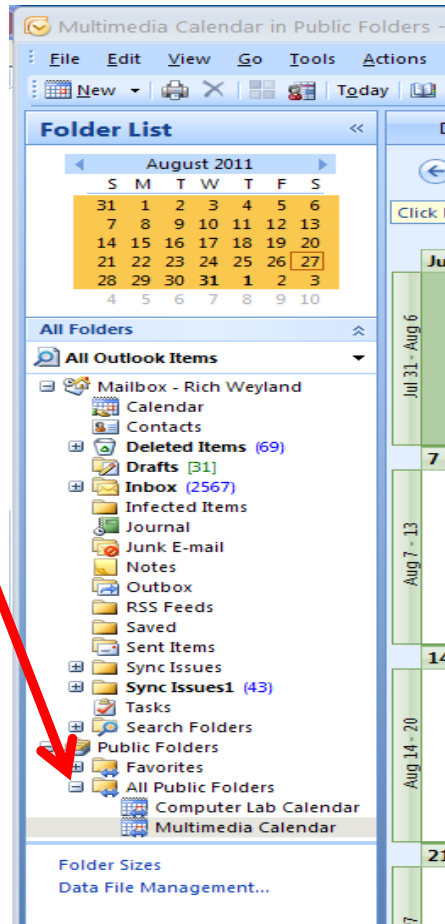 Multimedia Calendar in Public Folders -
File Edit View Go Tools Actions
New Today
Folder List «
August 2011
S M T W T F S
31 1 2 3 4 5 6
7 8 9 10 11 12 13
14 15 16 17 18 19 20
21 22 23 24 25 26 27
28 29 30 31 1 2 3
4 5 6 7 8 9 10
All Folders
All Outlook Items
Mailbox - Rich Weyland
Calendar
Contacts
Deleted Items (69)
Drafts [31]
Inbox (2567)
Infected Items
Journal
Junk E-mail
Notes
Outbox
RSS Feeds
Saved
Sent Items
Sync Issues
Sync Issues1 (43)
Tasks
Search Folders
Public Folders
Favorites
All Public Folders
Computer Lab Calendar
Multimedia Calendar
Folder Sizes
Data File Management...
Click
Ju
Jul 31 - Aug 6
7
Aug 7 - 13
14
Aug 14 - 20
21